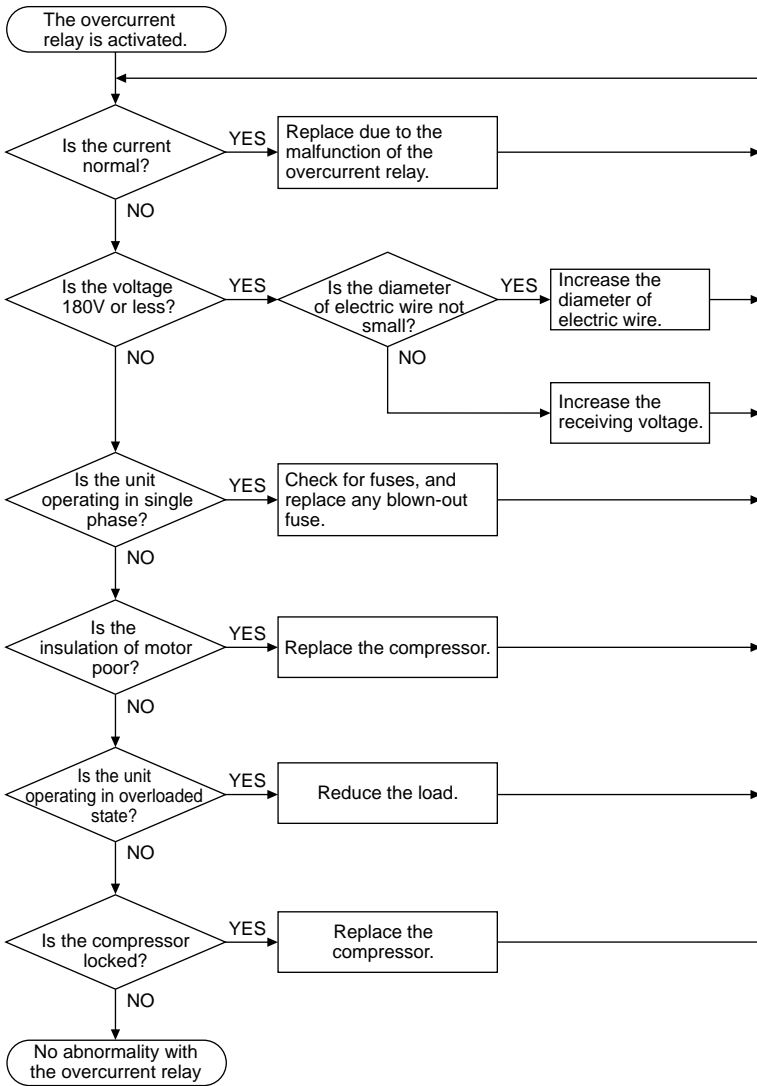 The overcurrent
relay is activated.
Is the current
normal?
YES
Replace due to the
malfunction of the
overcurrent relay.
NO
Is the voltage
180V or less?
YES
Is the diameter
of electric wire not
small?
YES
Increase the
diameter of
electric wire.
NO
NO
Increase the
receiving voltage.
Is the unit
operating in single
phase?
YES
Check for fuses, and
replace any blown-out
fuse.
NO
Is the
insulation of motor
poor?
YES
Replace the compressor.
NO
Is the unit
operating in overloaded
state?
YES
Reduce the load.
NO
Is the compressor
locked?
YES
Replace the
compressor.
NO
No abnormality with
the overcurrent relay